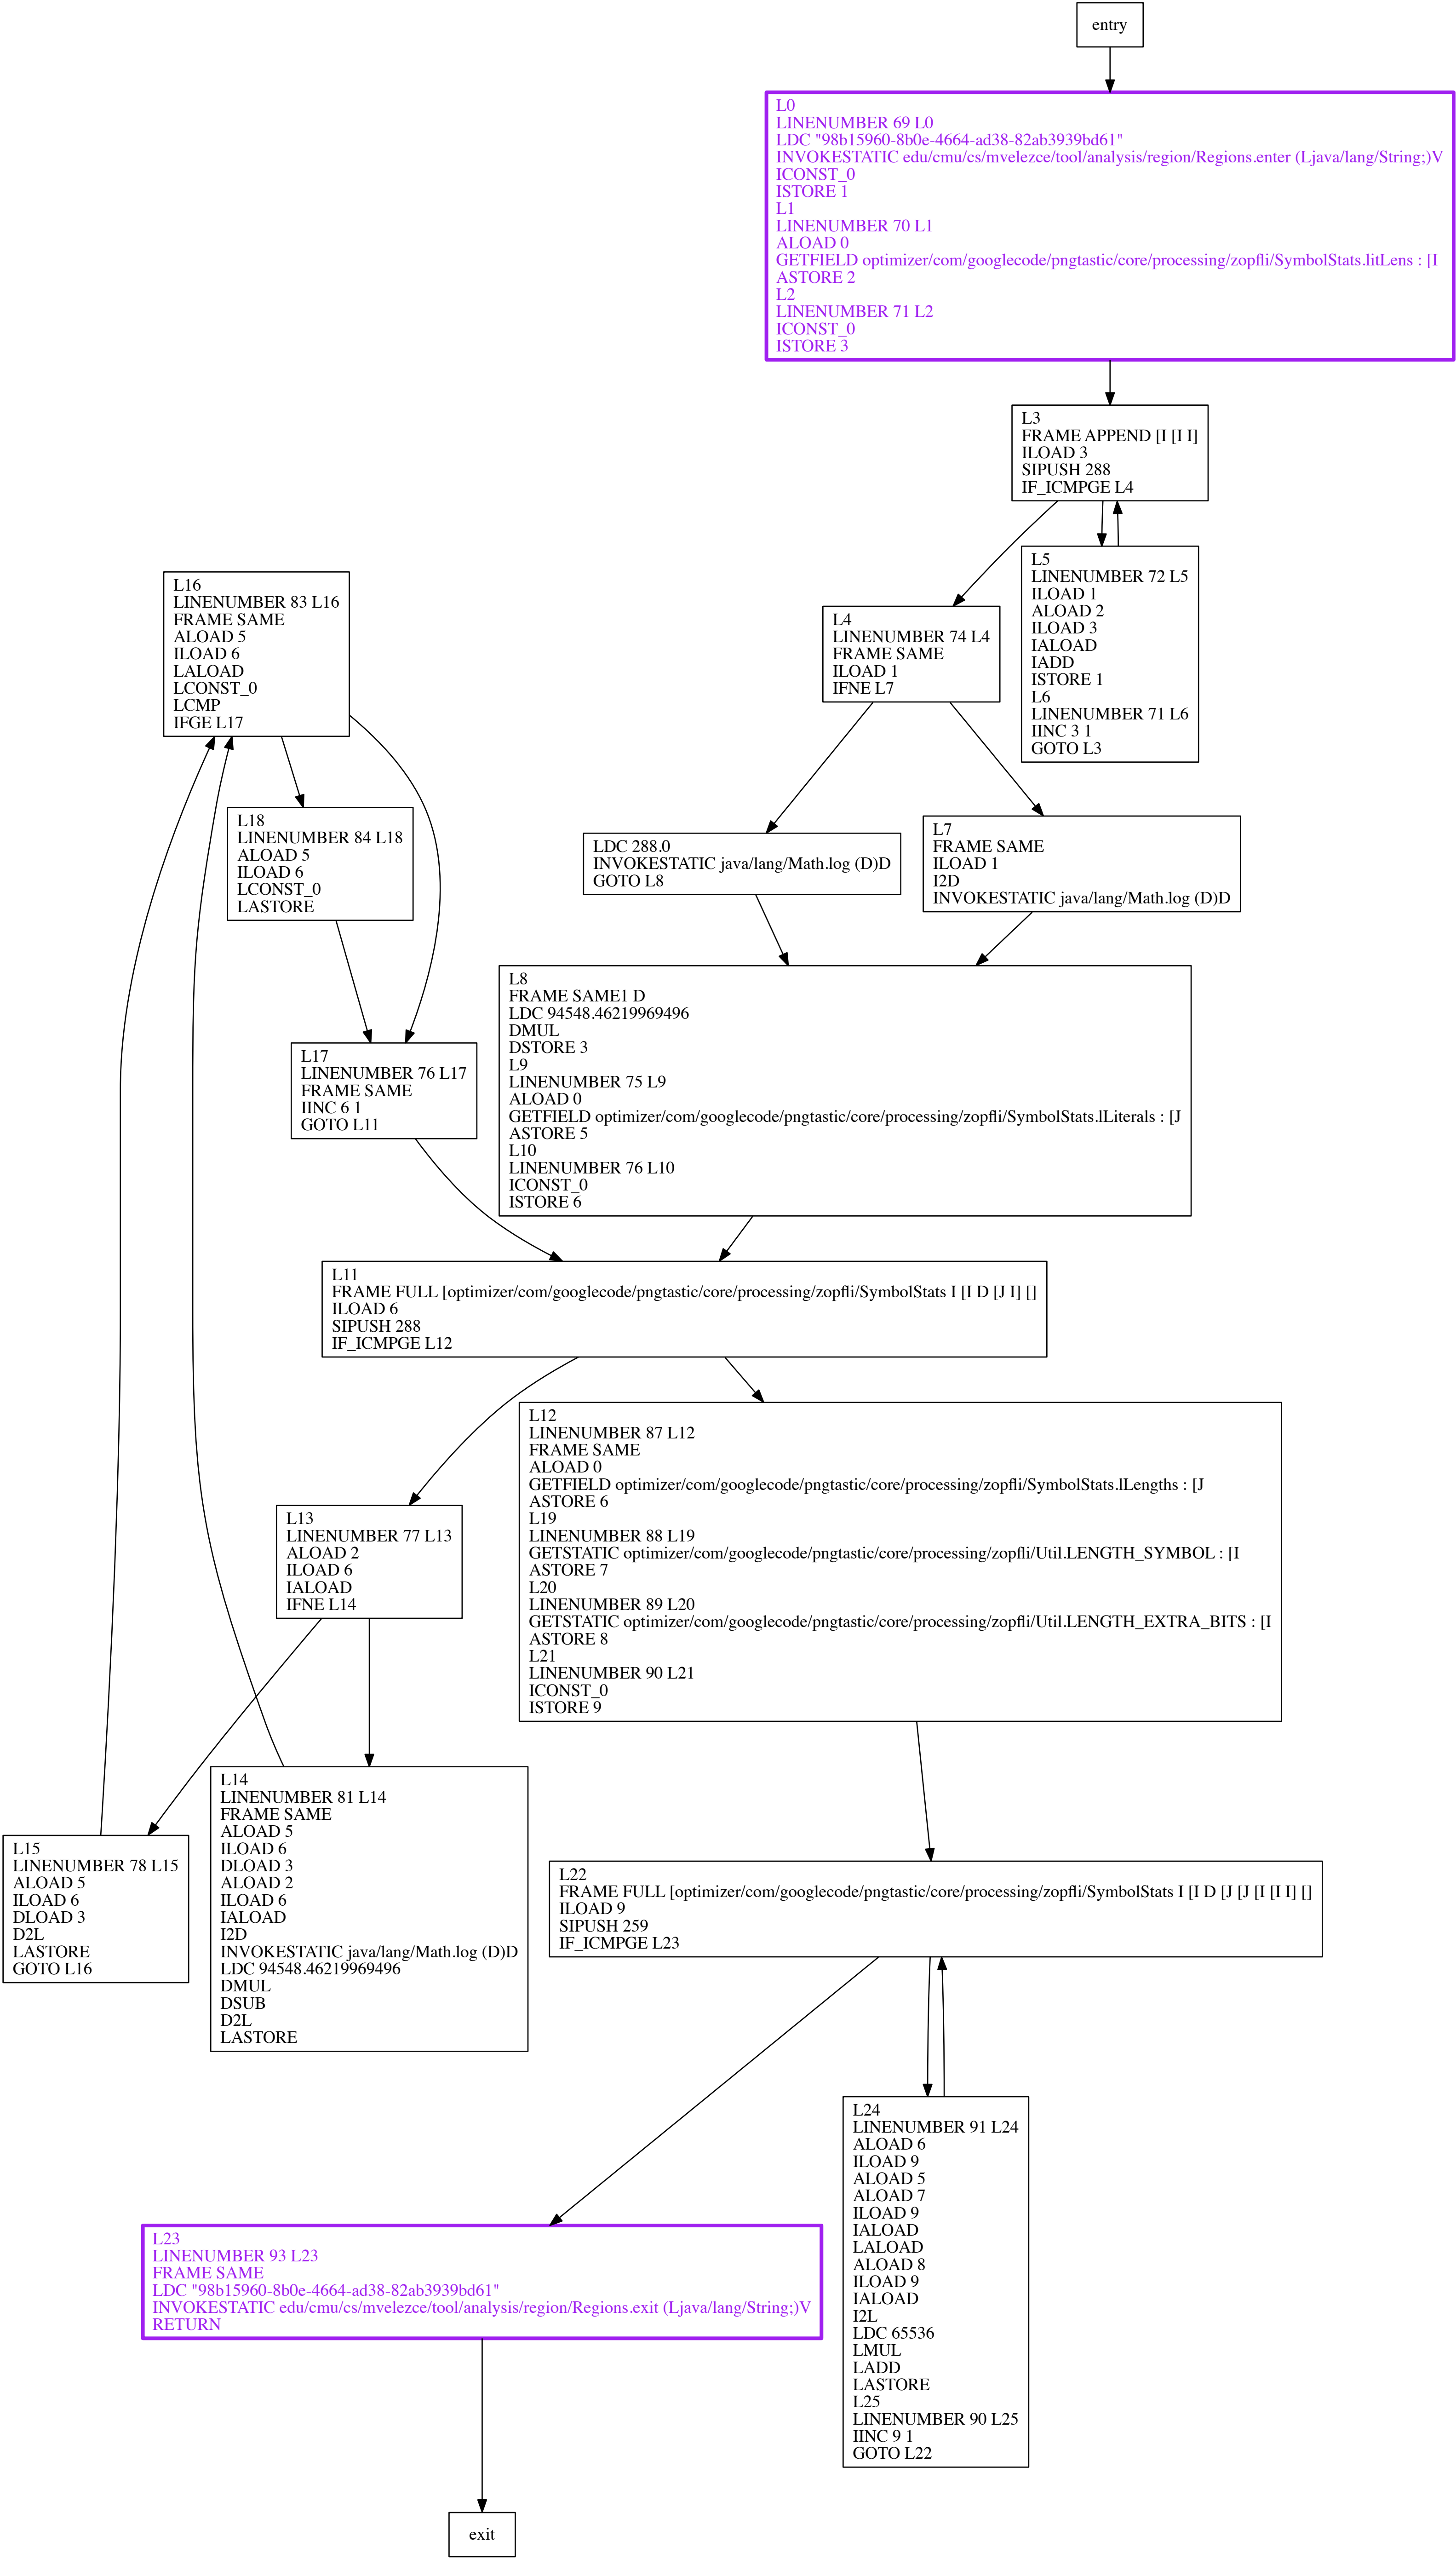 entry
L0
LINENUMBER 69 L0
LDC "98b15960-8b0e-4664-ad38-82ab3939bd61"
INVOKESTATIC edu/cmu/cs/mvelezce/tool/analysis/region/Regions.enter (Ljava/lang/String;)V
ICONST_0
ISTORE 1
L1
LINENUMBER 70 L1
ALOAD 0
GETFIELD optimizer/com/googlecode/pngtastic/core/processing/zopfli/SymbolStats.litLens : [I
ASTORE 2
L2
LINENUMBER 71 L2
ICONST_0
ISTORE 3
L3
FRAME APPEND [I [I I]
ILOAD 3
SIPUSH 288
IF_ICMPGE L4
L5
LINENUMBER 72 L5
ILOAD 1
ALOAD 2
ILOAD 3
IALOAD
IADD
ISTORE 1
L6
LINENUMBER 71 L6
IINC 3 1
GOTO L3
L4
LINENUMBER 74 L4
FRAME SAME
ILOAD 1
IFNE L7
L16
LINENUMBER 83 L16
FRAME SAME
ALOAD 5
ILOAD 6
LALOAD
LCONST_0
LCMP
IFGE L17
L18
LINENUMBER 84 L18
ALOAD 5
ILOAD 6
LCONST_0
LASTORE
LDC 288.0
INVOKESTATIC java/lang/Math.log (D)D
GOTO L8
L7
FRAME SAME
ILOAD 1
I2D
INVOKESTATIC java/lang/Math.log (D)D
L8
FRAME SAME1 D
LDC 94548.46219969496
DMUL
DSTORE 3
L9
LINENUMBER 75 L9
ALOAD 0
GETFIELD optimizer/com/googlecode/pngtastic/core/processing/zopfli/SymbolStats.lLiterals : [J
ASTORE 5
L10
LINENUMBER 76 L10
ICONST_0
ISTORE 6
L17
LINENUMBER 76 L17
FRAME SAME
IINC 6 1
GOTO L11
L11
FRAME FULL [optimizer/com/googlecode/pngtastic/core/processing/zopfli/SymbolStats I [I D [J I] []
ILOAD 6
SIPUSH 288
IF_ICMPGE L12
L12
LINENUMBER 87 L12
FRAME SAME
ALOAD 0
GETFIELD optimizer/com/googlecode/pngtastic/core/processing/zopfli/SymbolStats.lLengths : [J
ASTORE 6
L19
LINENUMBER 88 L19
GETSTATIC optimizer/com/googlecode/pngtastic/core/processing/zopfli/Util.LENGTH_SYMBOL : [I
ASTORE 7
L20
LINENUMBER 89 L20
GETSTATIC optimizer/com/googlecode/pngtastic/core/processing/zopfli/Util.LENGTH_EXTRA_BITS : [I
ASTORE 8
L21
LINENUMBER 90 L21
ICONST_0
ISTORE 9
L13
LINENUMBER 77 L13
ALOAD 2
ILOAD 6
IALOAD
IFNE L14
L15
LINENUMBER 78 L15
ALOAD 5
ILOAD 6
DLOAD 3
D2L
LASTORE
GOTO L16
L14
LINENUMBER 81 L14
FRAME SAME
ALOAD 5
ILOAD 6
DLOAD 3
ALOAD 2
ILOAD 6
IALOAD
I2D
INVOKESTATIC java/lang/Math.log (D)D
LDC 94548.46219969496
DMUL
DSUB
D2L
LASTORE
L22
FRAME FULL [optimizer/com/googlecode/pngtastic/core/processing/zopfli/SymbolStats I [I D [J [J [I [I I] []
ILOAD 9
SIPUSH 259
IF_ICMPGE L23
L24
LINENUMBER 91 L24
ALOAD 6
ILOAD 9
ALOAD 5
ALOAD 7
ILOAD 9
IALOAD
LALOAD
ALOAD 8
ILOAD 9
IALOAD
I2L
LDC 65536
LMUL
LADD
LASTORE
L25
LINENUMBER 90 L25
IINC 9 1
GOTO L22
L23
LINENUMBER 93 L23
FRAME SAME
LDC "98b15960-8b0e-4664-ad38-82ab3939bd61"
INVOKESTATIC edu/cmu/cs/mvelezce/tool/analysis/region/Regions.exit (Ljava/lang/String;)V
RETURN
exit